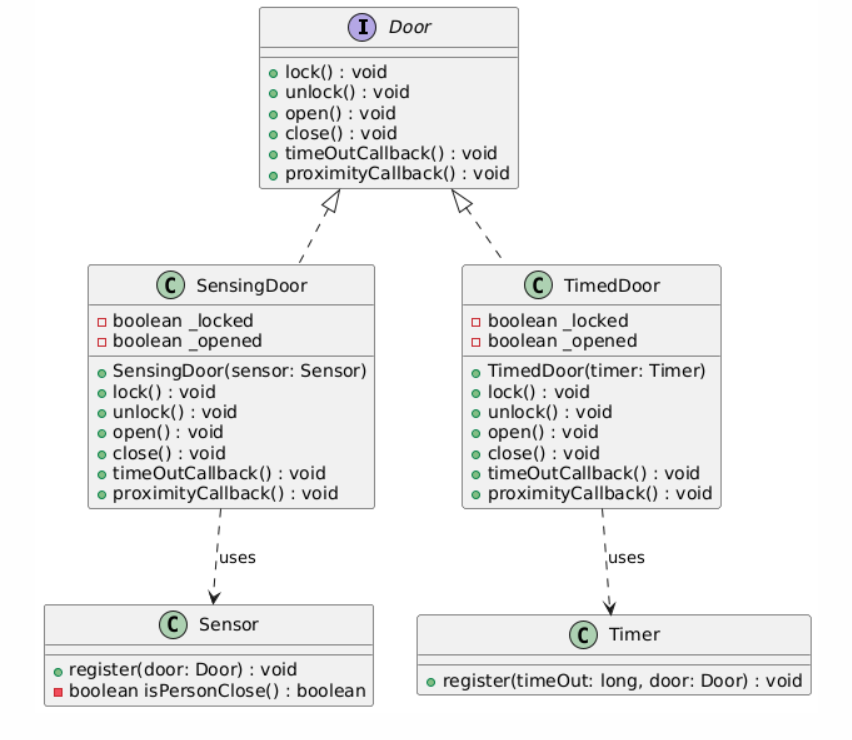 I Door
lock() : void
unlock() : void
open() : void
close() : void
timeOutCallback() : void
proximityCallback() : void
C SensingDoor
boolean _locked
boolean _opened
SensingDoor(sensor: Sensor)
lock() : void
unlock() : void
open() : void
close() : void
timeOutCallback() : void
proximityCallback() : void
C TimedDoor
boolean _locked
boolean _opened
TimedDoor(timer: Timer)
lock() : void
unlock() : void
open() : void
close() : void
timeOutCallback() : void
proximityCallback() : void
uses
uses
C Sensor
register(door: Door) : void
boolean isPersonClose() : boolean
C Timer
register(timeOut: long, door: Door) : void